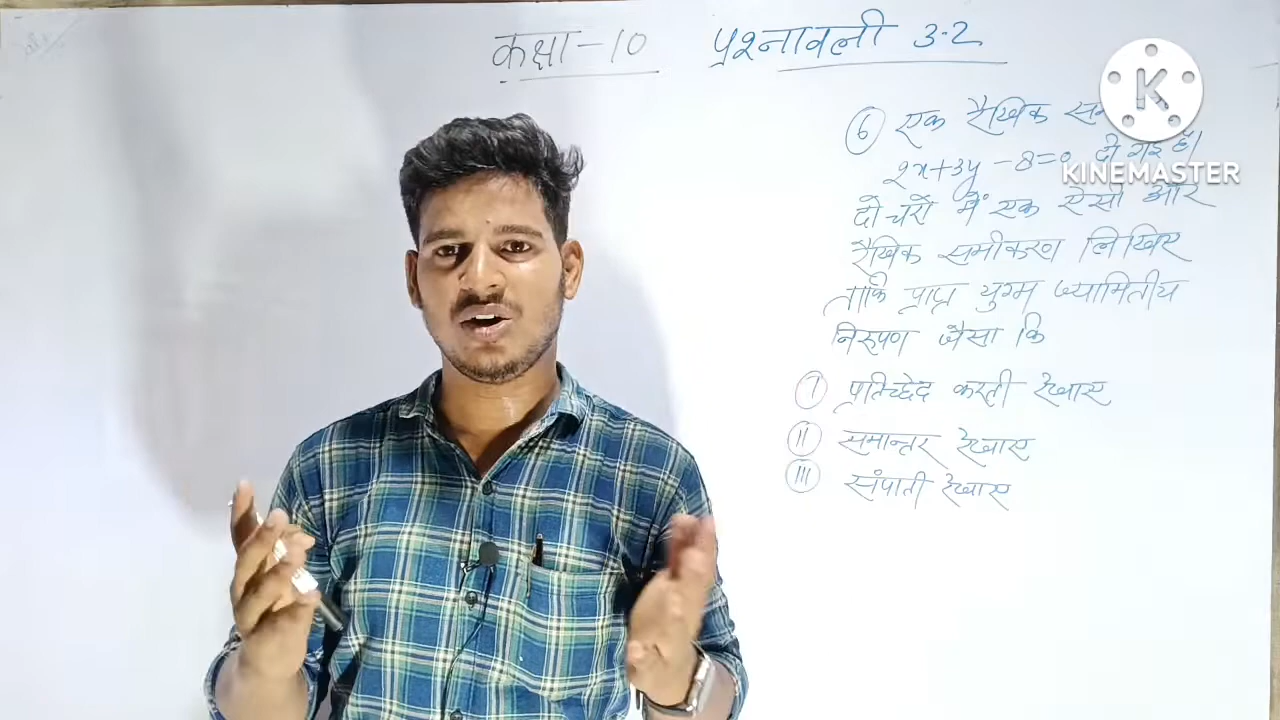 कक्षा-10 प्रश्नावली 3.2
K
KINEMASTER
⑥ एक रैखिक
2x+3y-8=0 दी गई है।
दो चरों में एक ऐसी और
रैखिक समीकरण लिखिए
ताकि प्राप्त युग्म ज्यामितीय
निरुपण जैसा कि
Ⓘ प्रतिच्छेद करती रेखाए
II समान्तर रेखाए
III संपाती रेखाए